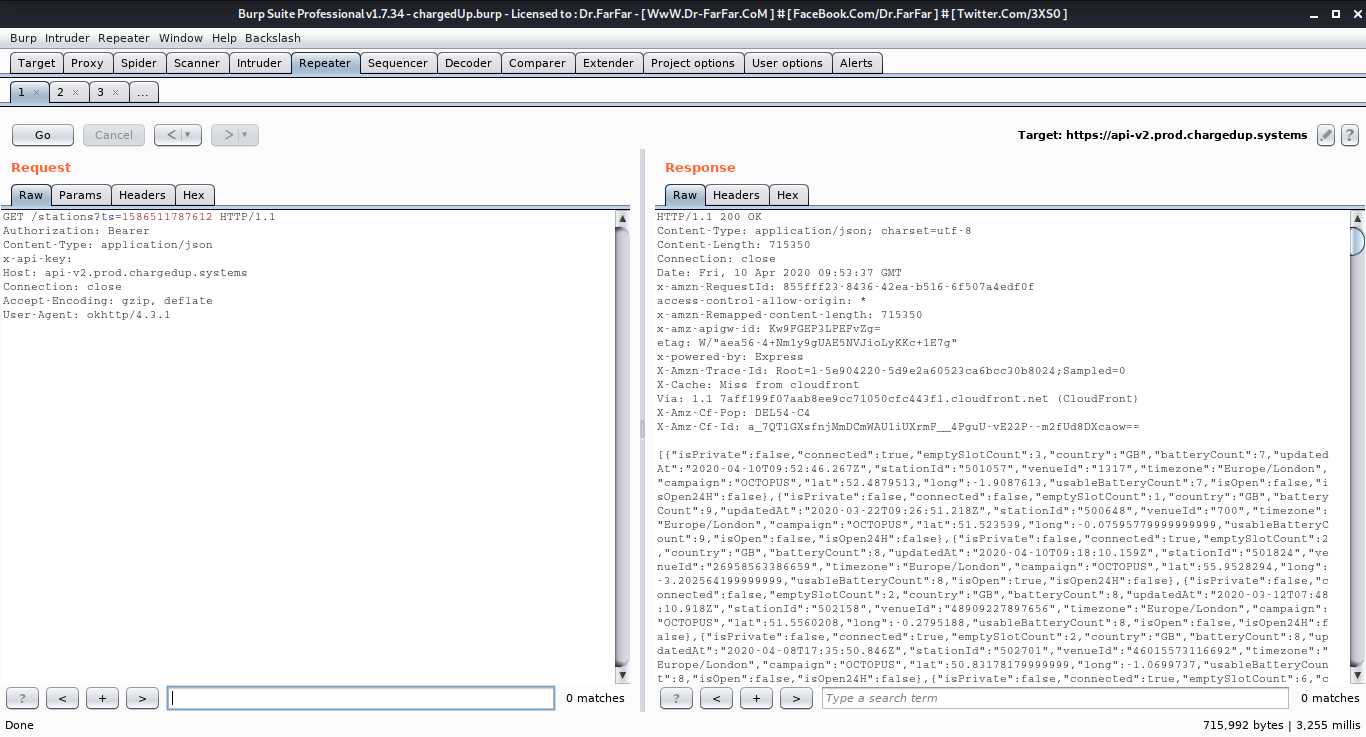 Burp Suite Professional v1.7.34 - chargedUp.burp - Licensed to : Dr.FarFar - [ WwW.Dr-FarFar.CoM ] # [ FaceBook.Com/Dr.FarFar ] # [ Twitter.Com/3XS0 ]
Burp Intruder Repeater Window Help Backslash
Target Proxy Spider Scanner Intruder Repeater Sequencer Decoder Comparer Extender Project options User options Alerts
1 × 2 × 3 × ...
Go Cancel < | ▼ > | ▼ Target: https://api-v2.prod.chargedup.systems ?
Request
Raw Params Headers Hex
GET /stations?ts=1586511787612 HTTP/1.1
Authorization: Bearer
Content-Type: application/json
x-api-key:
Host: api-v2.prod.chargedup.systems
Connection: close
Accept-Encoding: gzip, deflate
User-Agent: okhttp/4.3.1
? < + > 0 matches
Response
Raw Headers Hex
HTTP/1.1 200 OK
Content-Type: application/json; charset=utf-8
Content-Length: 715350
Connection: close
Date: Fri, 10 Apr 2020 09:53:37 GMT
x-amzn-RequestId: 855fff23-8436-42ea-b516-6f507a4edf0f
access-control-allow-origin: *
x-amzn-Remapped-content-length: 715350
x-amz-apigw-id: Kw9FGEP3LPEFvZg=
etag: W/"aea56-4+Nm1y9gUAE5NVJioLyKKc+1E7g"
x-powered-by: Express
X-Amzn-Trace-Id: Root=1-5e904220-5d9e2a60523ca6bcc30b8024;Sampled=0
X-Cache: Miss from cloudfront
Via: 1.1 7aff199f07aab8ee9cc71050cfc443f1.cloudfront.net (CloudFront)
X-Amz-Cf-Pop: DEL54-C4
X-Amz-Cf-Id: a_7QTlGXsfnjMmDCmWAU1iUXrmF__4PguU-vE22P--m2fUd8DXcaow==
[{"isPrivate":false,"connected":true,"emptySlotCount":3,"country":"GB","batteryCount":7,"updated
At":"2020-04-10T09:52:46.267Z","stationId":"501057","venueId":"1317","timezone":"Europe/London",
"campaign":"OCTOPUS","lat":52.4879513,"long":-1.9087613,"usableBatteryCount":7,"isOpen":false,"i
sOpen24H":false},{"isPrivate":false,"connected":false,"emptySlotCount":1,"country":"GB","battery
Count":9,"updatedAt":"2020-03-22T09:26:51.218Z","stationId":"500648","venueId":"700","timezone":
"Europe/London","campaign":"OCTOPUS","lat":51.523539,"long":-0.07595779999999999,"usableBatteryC
ount":9,"isOpen":false,"isOpen24H":false},{"isPrivate":false,"connected":true,"emptySlotCount":2
,"country":"GB","batteryCount":8,"updatedAt":"2020-04-10T09:18:10.159Z","stationId":"501824","ve
nueId":"26958563386659","timezone":"Europe/London","campaign":"OCTOPUS","lat":55.9528294,"long":
-3.202564199999999,"usableBatteryCount":8,"isOpen":true,"isOpen24H":false},{"isPrivate":false,"c
onnected":false,"emptySlotCount":2,"country":"GB","batteryCount":8,"updatedAt":"2020-03-12T07:48
:10.918Z","stationId":"502158","venueId":"48909227897656","timezone":"Europe/London","campaign":
"OCTOPUS","lat":51.5560208,"long":-0.2795188,"usableBatteryCount":8,"isOpen":false,"isOpen24H":f
alse},{"isPrivate":false,"connected":true,"emptySlotCount":2,"country":"GB","batteryCount":8,"up
datedAt":"2020-04-08T17:35:50.846Z","stationId":"502701","venueId":"46015573116692","timezone":"
Europe/London","campaign":"OCTOPUS","lat":50.83178179999999,"long":-1.0699737,"usableBatteryCoun
t":8,"isOpen":false,"isOpen24H":false},{"isPrivate":false,"connected":true,"emptySlotCount":6,"c
? < + > Type a search term 0 matches
Done 715,992 bytes | 3,255 millis